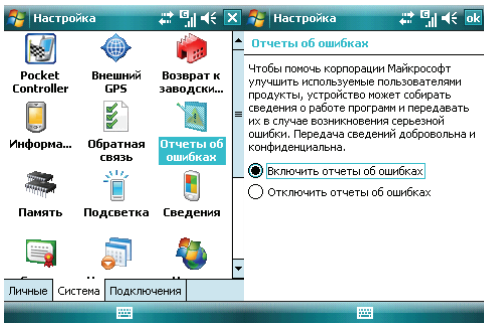 Настройка
Pocket Controller
Внешний GPS
Возврат к заводски...
Информа...
Обратная связь
Отчеты об ошибках
Память
Подсветка
Сведения
Личные Система Подключения
Настройка ok
Отчеты об ошибках
Чтобы помочь корпорации Майкрософт
улучшить используемые пользователями
продукты, устройство может собирать
сведения о работе программ и передавать
их в случае возникновения серьезной
ошибки. Передача сведений добровольна и
конфиденциальна.
Включить отчеты об ошибках
Отключить отчеты об ошибках